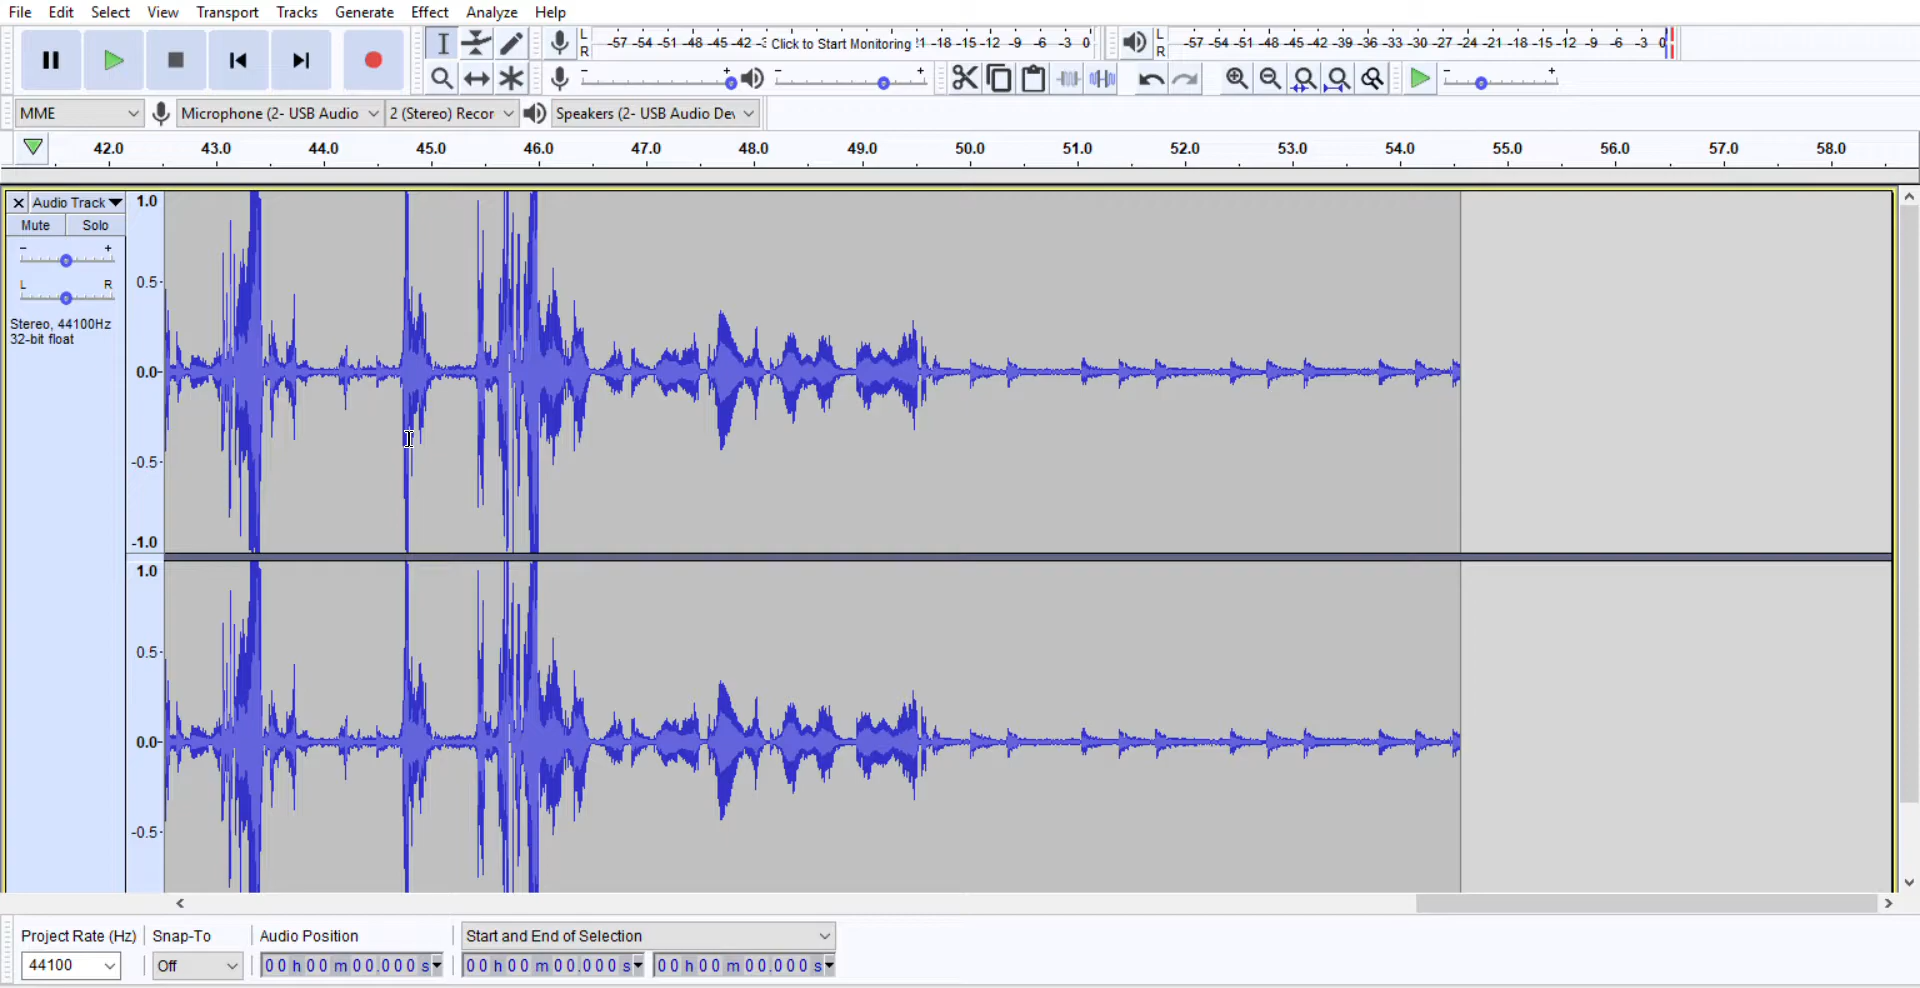 File Edit Select View Transport Tracks Generate Effect Analyze Help
L R -57 -54 -51 -48 -45 -42 -3 Click to Start Monitoring !1 -18 -15 -12 -9 -6 -3 0 L R -57 -54 -51 -48 -45 -42 -39 -36 -33 -30 -27 -24 -21 -18 -15 -12 -9 -6 -3 0
- + - + - +
MME Microphone (2- USB Audio 2 (Stereo) Recor Speakers (2- USB Audio Dev
42.0 43.0 44.0 45.0 46.0 47.0 48.0 49.0 50.0 51.0 52.0 53.0 54.0 55.0 56.0 57.0 58.0
× Audio Track
Mute Solo
- +
L R
Stereo, 44100Hz
32-bit float
1.0
0.5
0.0
-0.5
-1.0
1.0
0.5
0.0
-0.5
Project Rate (Hz) Snap-To Audio Position Start and End of Selection
44100 Off 00 h 00 m 00.000 s 00 h 00 m 00.000 s 00 h 00 m 00.000 s